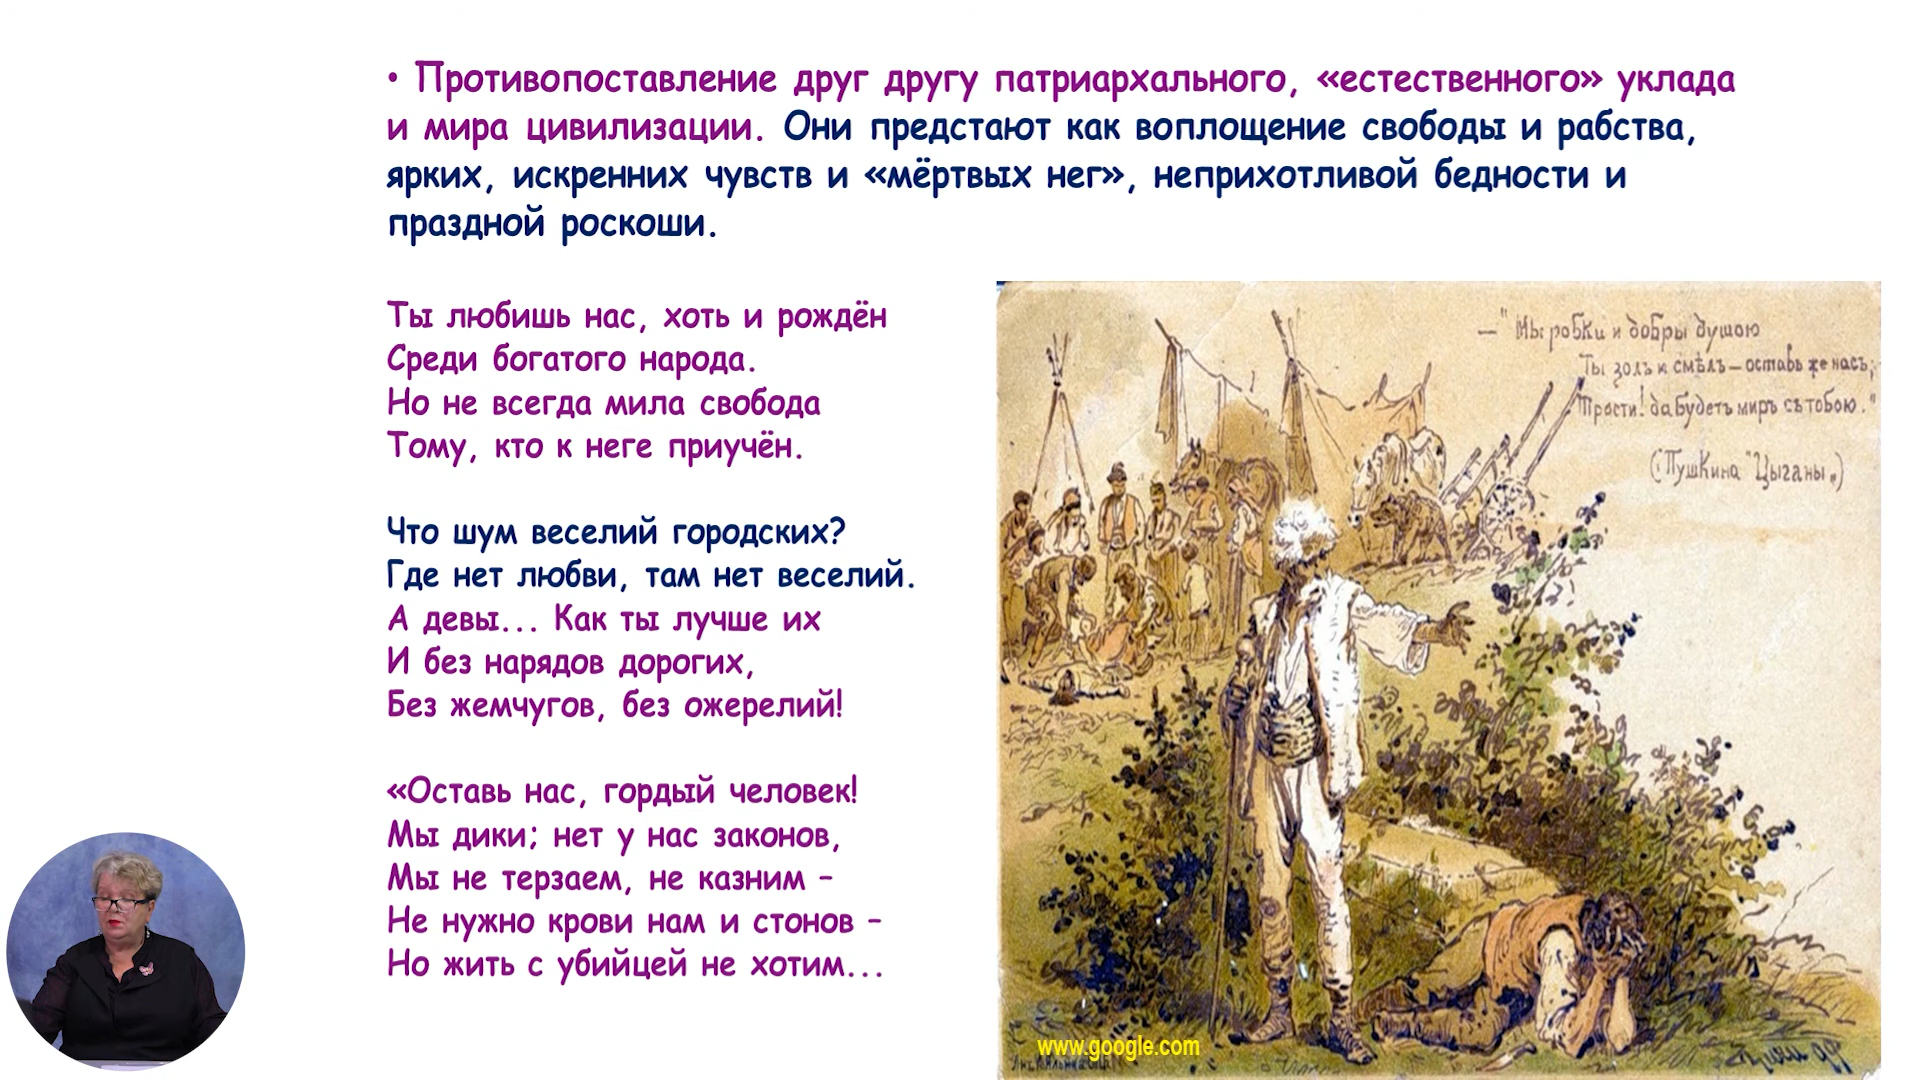 • Противопоставление друг другу патриархального, «естественного» уклада
и мира цивилизации. Они предстают как воплощение свободы и рабства,
ярких, искренних чувств и «мёртвых нег», неприхотливой бедности и
праздной роскоши.
Ты любишь нас, хоть и рождён
Среди богатого народа.
Но не всегда мила свобода
Тому, кто к неге приучён.
Что шум веселий городских?
Где нет любви, там нет веселий.
А девы... Как ты лучше их
И без нарядов дорогих,
Без жемчугов, без ожерелий!
«Оставь нас, гордый человек!
Мы дики; нет у нас законов,
Мы не терзаем, не казним –
Не нужно крови нам и стонов –
Но жить с убийцей не хотим...
—"Мы робки и добры душою
Ты золъ и смѣлъ—оставь же насъ;
Прости! да будетъ миръ съ тобою."
(Пушкина "Цыганы„)
www.google.com